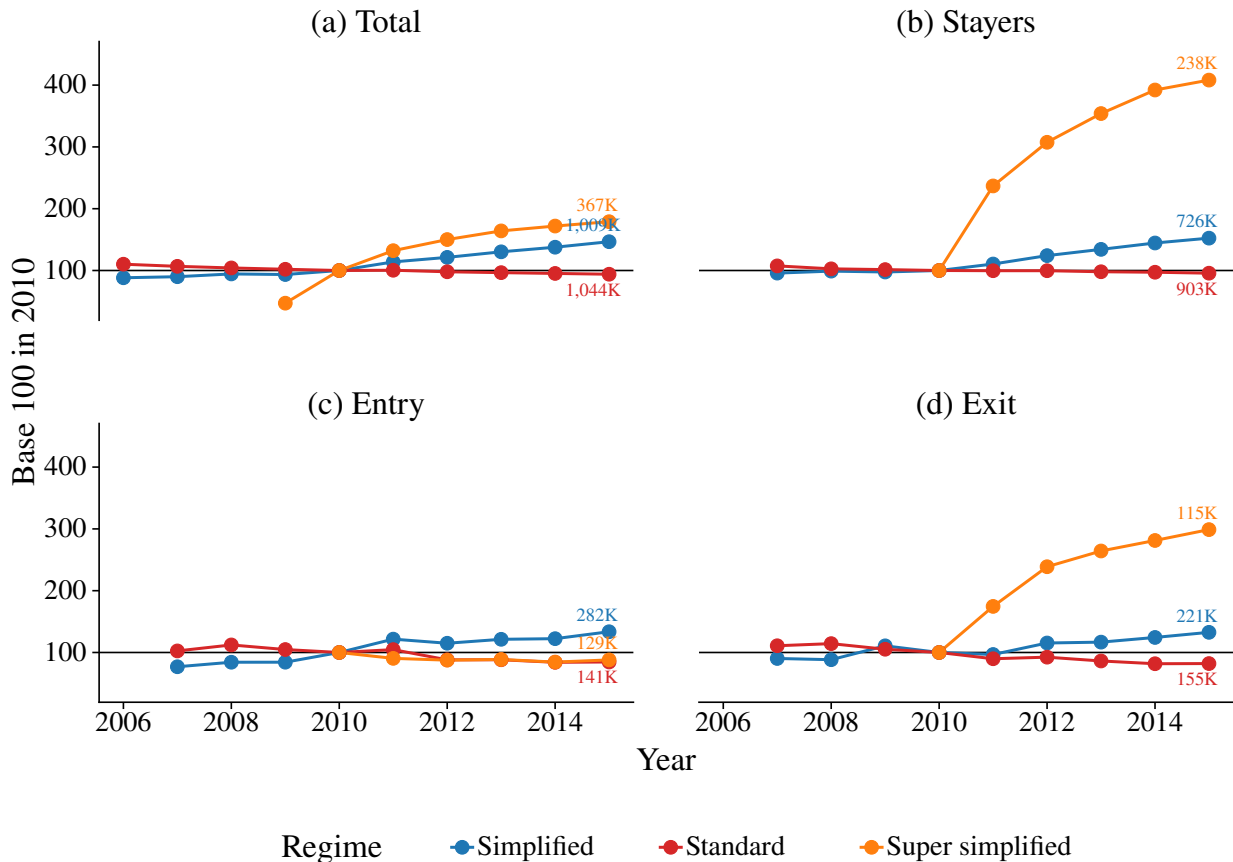 (a) Total
(b) Stayers
400
300
200
100
367K
1,009K
1,044K
238K
726K
903K
Base 100 in 2010
(c) Entry
(d) Exit
400
300
200
100
282K
129K
141K
115K
221K
155K
2006 2008 2010 2012 2014
2006 2008 2010 2012 2014
Year
Regime Simplified Standard Super simplified